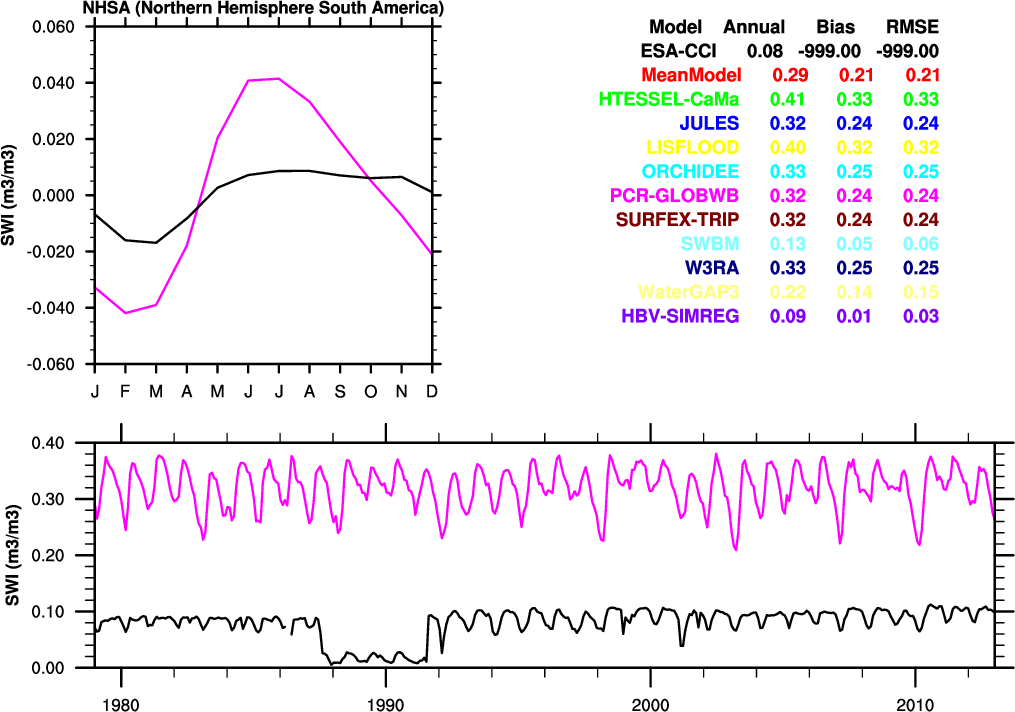 NHSA (Northern Hemisphere South America)
0.060
0.040
0.020
0.000
-0.020
-0.040
-0.060
SWI (m3/m3)
J F M A M J J A S O N D
Model Annual Bias RMSE
ESA-CCI 0.08 -999.00 -999.00
MeanModel 0.29 0.21 0.21
HTESSEL-CaMa 0.41 0.33 0.33
JULES 0.32 0.24 0.24
LISFLOOD 0.40 0.32 0.32
ORCHIDEE 0.33 0.25 0.25
PCR-GLOBWB 0.32 0.24 0.24
SURFEX-TRIP 0.32 0.24 0.24
SWBM 0.13 0.05 0.06
W3RA 0.33 0.25 0.25
WaterGAP3 0.22 0.14 0.15
HBV-SIMREG 0.09 0.01 0.03
0.40
0.30
0.20
0.10
0.00
SWI (m3/m3)
1980 1990 2000 2010